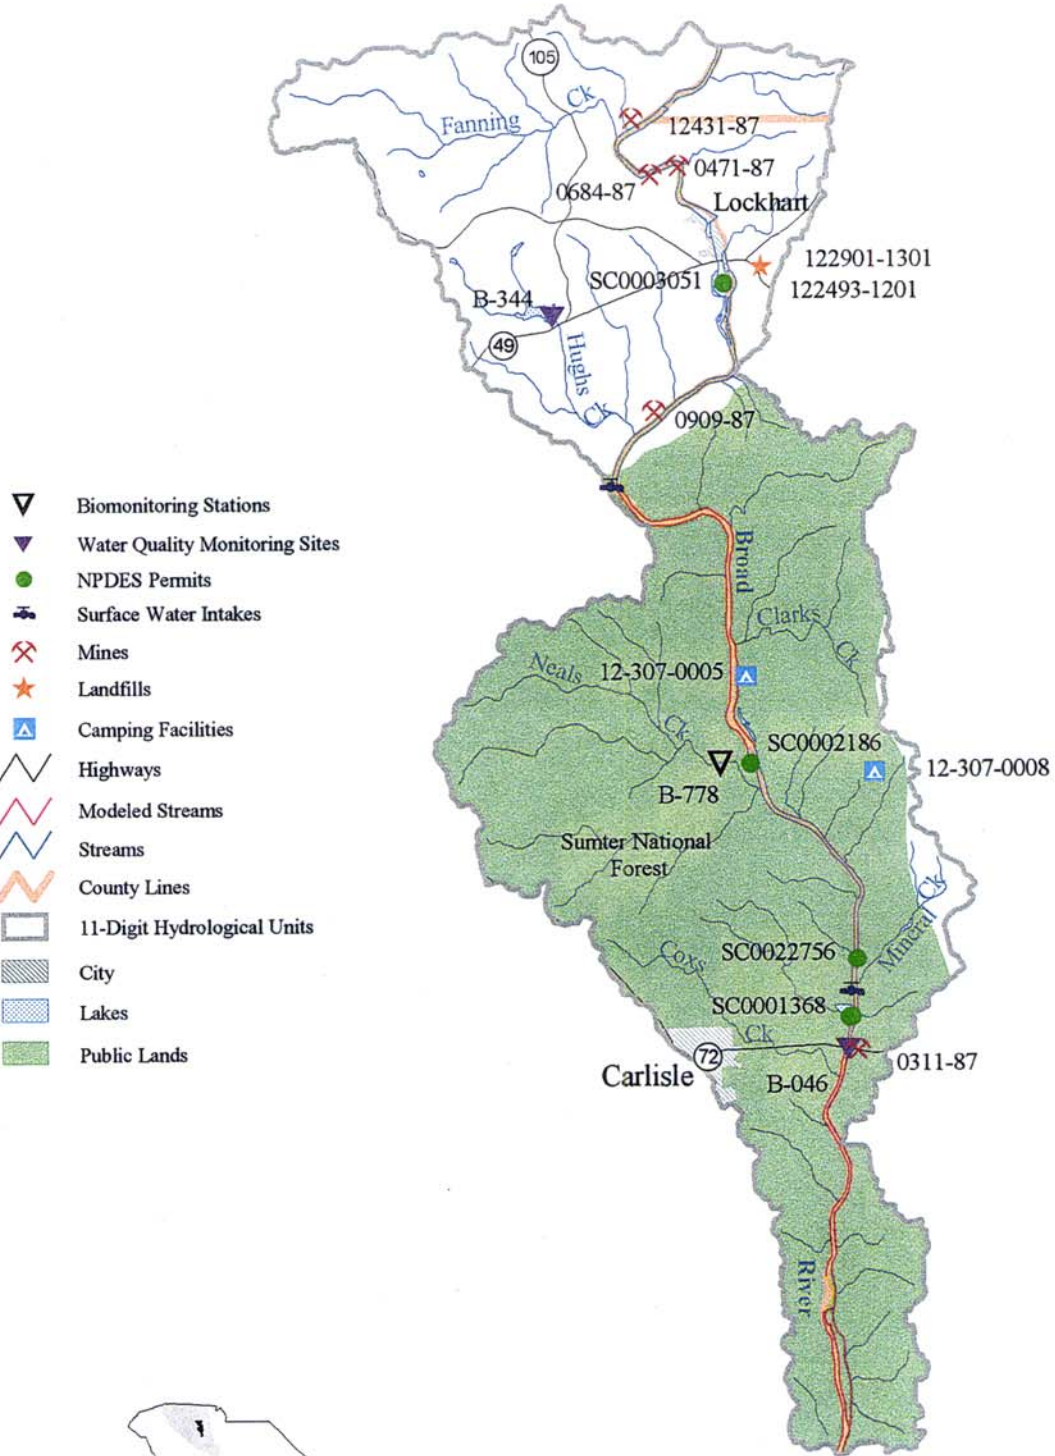 105
Ck
Fanning
12431-87
0471-87
0684-87
Lockhart
122901-1301
SC0003051
122493-1201
B-344
49
Hughs
Ck
0909-87
Biomonitoring Stations
Water Quality Monitoring Sites
NPDES Permits
Surface Water Intakes
Mines
Landfills
Camping Facilities
Highways
Modeled Streams
Streams
County Lines
11-Digit Hydrological Units
City
Lakes
Public Lands
Broad
Clarks
Ck
Neals
Ck
12-307-0005
SC0002186
12-307-0008
B-778
Sumter National
Forest
Ck
Mineral
Coxs
SC0022756
SC0001368
Ck
72
Carlisle
0311-87
B-046
River